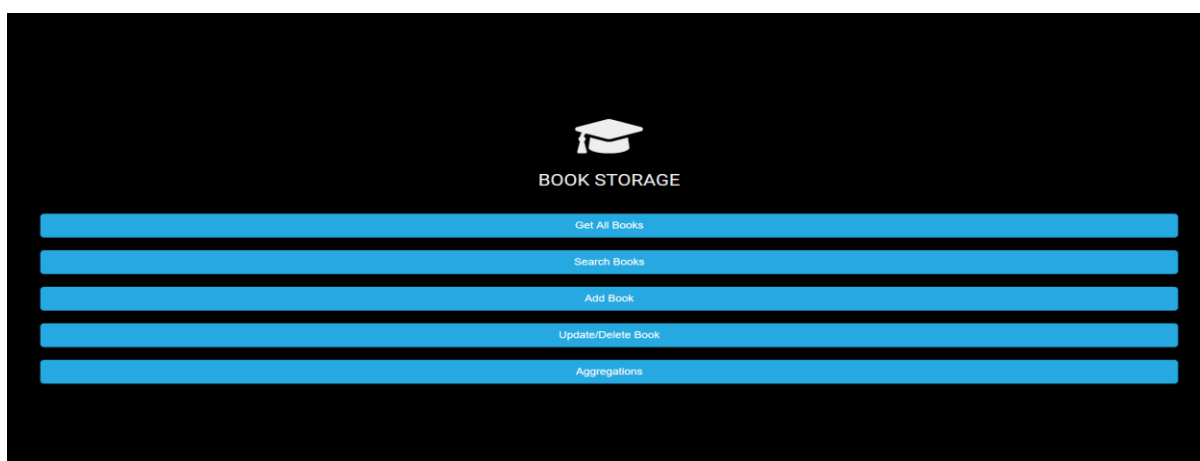 BOOK STORAGE
Get All Books
Search Books
Add Book
Update/Delete Book
Aggregations